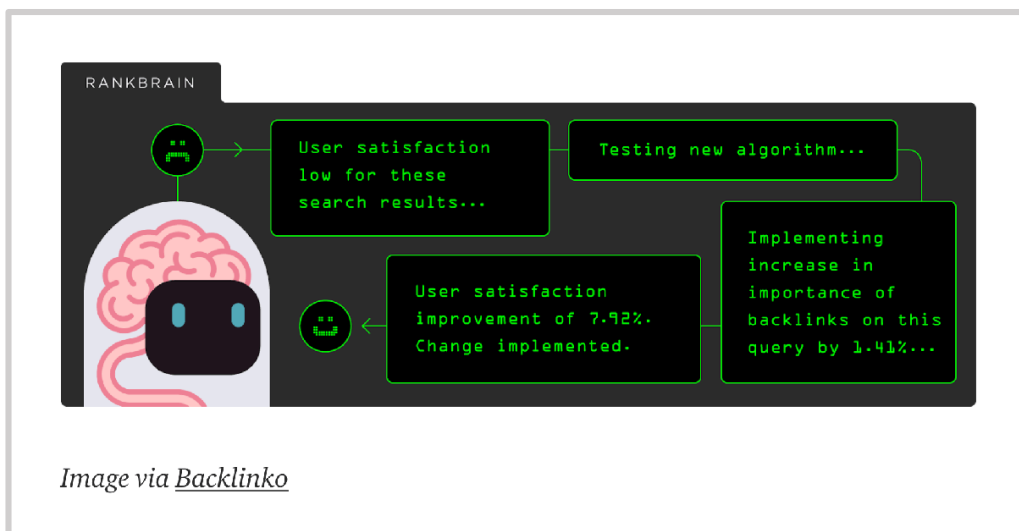 RANKBRAIN
User satisfaction
low for these
search results...
Testing new algorithm...
Implementing
increase in
importance of
backlinks on this
query by 1.41%...
User satisfaction
improvement of 7.92%.
Change implemented.
Image via Backlinko